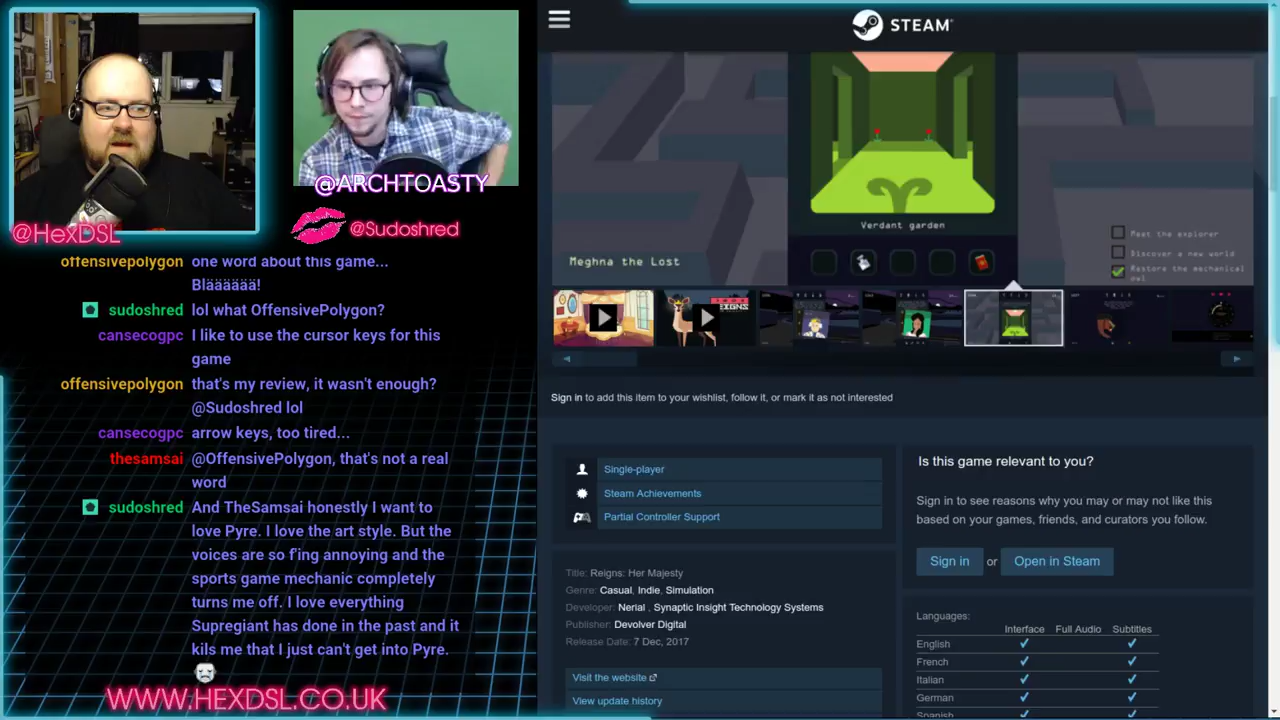 @HexDSL
@ARCHTOASTY
@Sudoshred
offensivepolygon one word about this game...
Blääääää!
sudoshred lol what OffensivePolygon?
cansecogpc I like to use the cursor keys for this
game
offensivepolygon that's my review, it wasn't enough?
@Sudoshred lol
cansecogpc arrow keys, too tired...
thesamsai @OffensivePolygon, that's not a real
word
sudoshred And TheSamsai honestly I want to
love Pyre. I love the art style. But the
voices are so f'ing annoying and the
sports game mechanic completely
turns me off. I love everything
Supregiant has done in the past and it
kils me that I just can't get into Pyre.
WWW.HEXDSL.CO.UK
STEAM
Verdant garden
Meghna the Lost
Meet the explorer
Discover a new world
Restore the mechanical
owl
REIGNS
Sign in to add this item to your wishlist, follow it, or mark it as not interested
Single-player
Steam Achievements
Partial Controller Support
Title: Reigns: Her Majesty
Genre: Casual, Indie, Simulation
Developer: Nerial , Synaptic Insight Technology Systems
Publisher: Devolver Digital
Release Date: 7 Dec, 2017
Visit the website
View update history
Is this game relevant to you?
Sign in to see reasons why you may or may not like this
based on your games, friends, and curators you follow.
Sign in or Open in Steam
Languages:
Interface Full Audio Subtitles
English
French
Italian
German
Spanish